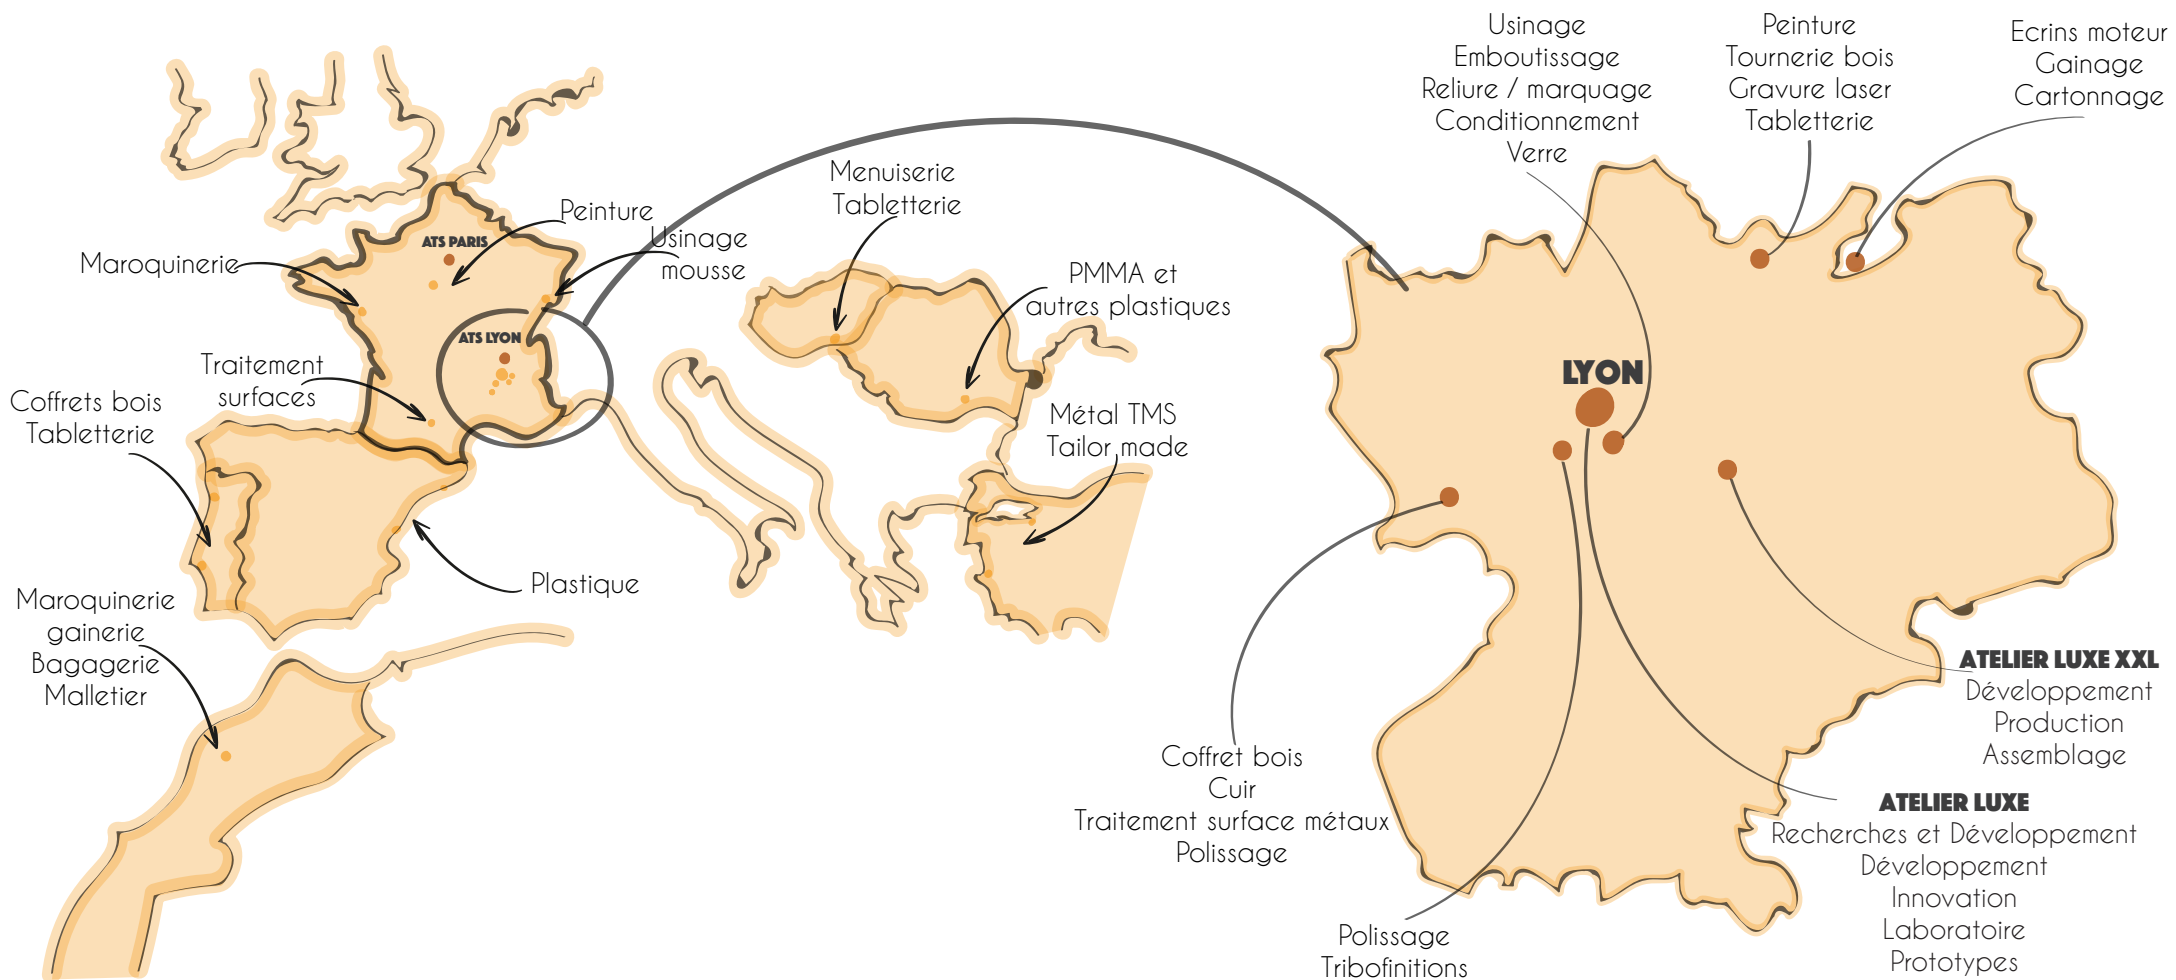 Usinage
Emboutissage
Reliure / marquage
Conditionnement
Verre
Peinture
Tournerie bois
Gravure laser
Tabletterie
Ecrins moteur
Gainage
Cartonnage
Menuiserie
Tabletterie
Peinture
ATS PARIS
Usinage
mousse
Maroquinerie
PMMA et
autres plastiques
ATS LYON
Traitement
surfaces
Coffrets bois
Tabletterie
Métal TMS
Tailor made
LYON
Plastique
Maroquinerie
gainerie
Bagagerie
Malletier
ATELIER LUXE XXL
Développement
Production
Assemblage
Coffret bois
Cuir
Traitement surface métaux
Polissage
ATELIER LUXE
Recherches et Développement
Développement
Innovation
Laboratoire
Prototypes
Polissage
Tribofinitions